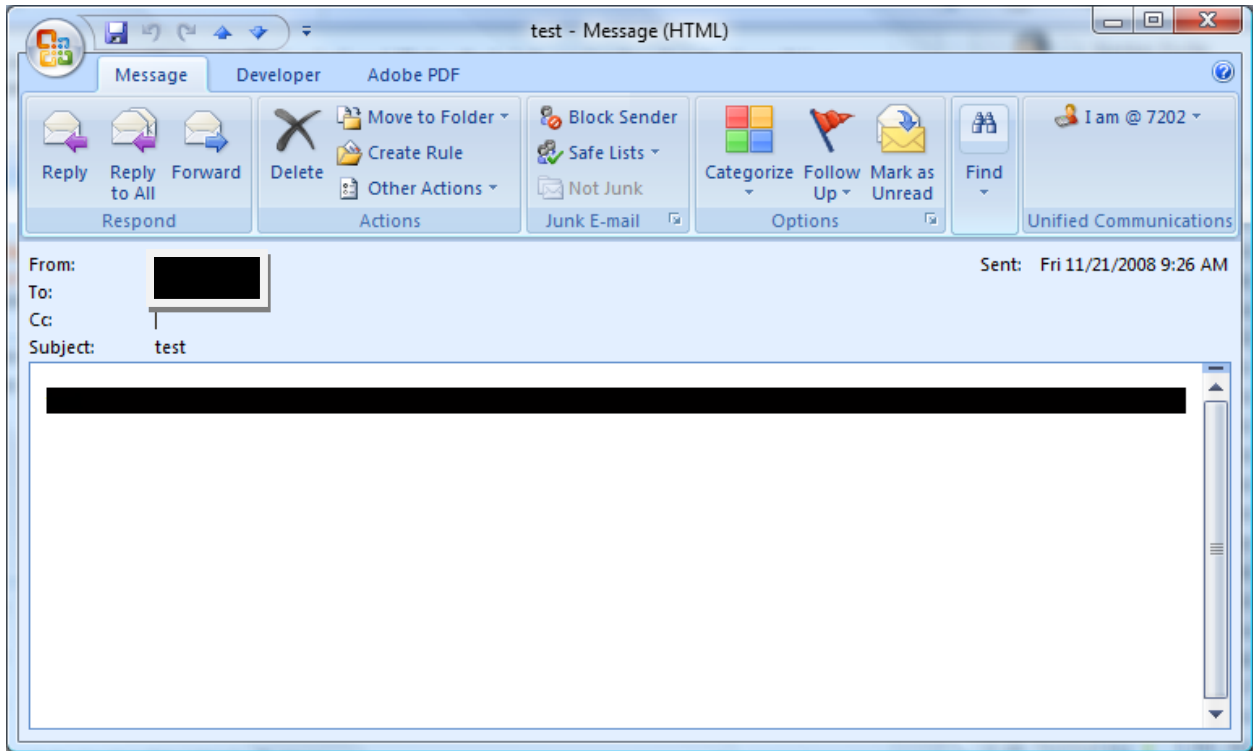 test - Message (HTML)
Message Developer Adobe PDF
Reply
Reply to All
Forward
Respond
Delete
Move to Folder
Create Rule
Other Actions
Actions
Block Sender
Safe Lists
Not Junk
Junk E-mail
Categorize
Follow Up
Mark as Unread
Options
Find
I am @ 7202
Unified Communications
From:
Sent: Fri 11/21/2008 9:26 AM
To:
Cc:
Subject: test